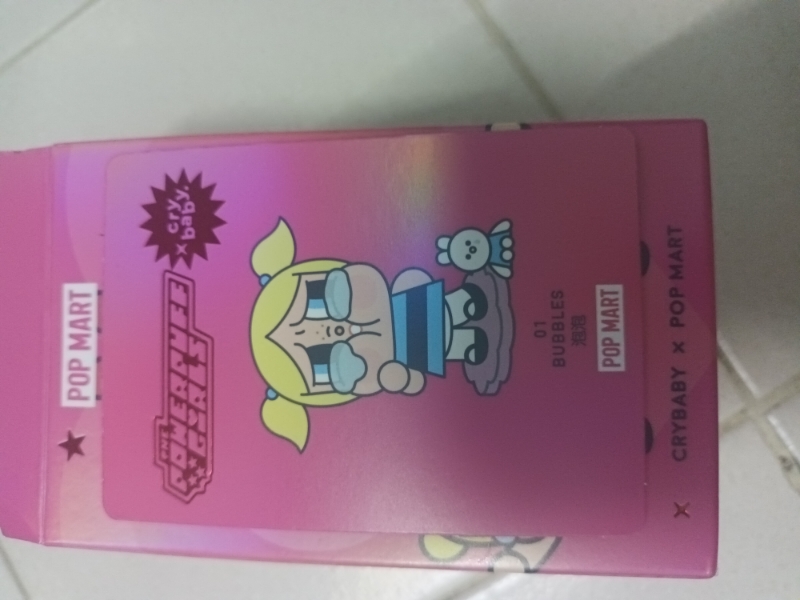 POP MART
THE
POWERPUFF
GIRLS
x cry
baby.
01
BUBBLES
泡泡
POP MART
CRYBABY x POP MART